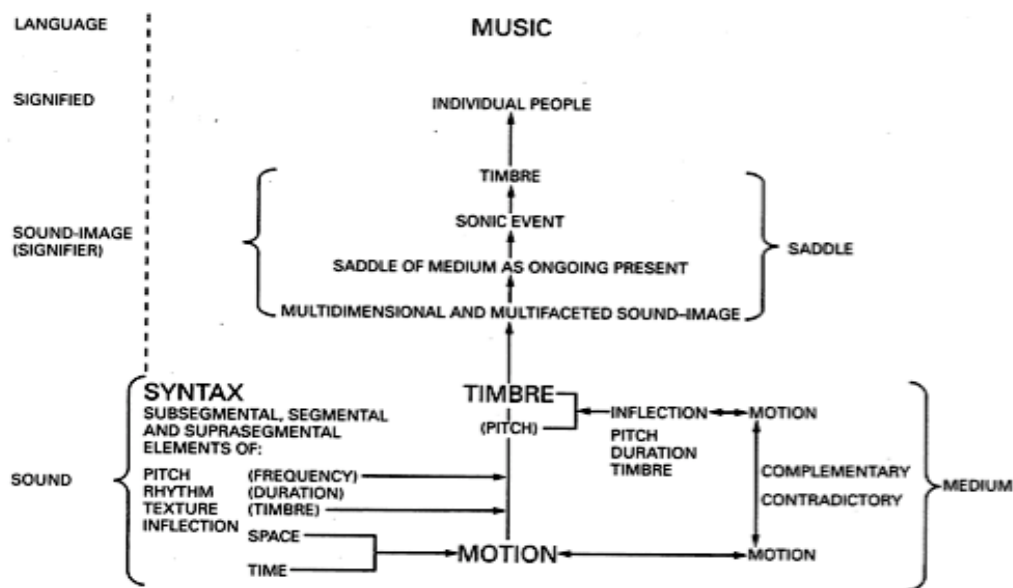 LANGUAGE MUSIC
SIGNIFIED INDIVIDUAL PEOPLE
TIMBRE
SONIC EVENT
SOUND-IMAGE
(SIGNIFIER)
SADDLE
SADDLE OF MEDIUM AS ONGOING PRESENT
MULTIDIMENSIONAL AND MULTIFACETED SOUND–IMAGE
SYNTAX
SUBSEGMENTAL, SEGMENTAL
AND SUPRASEGMENTAL
ELEMENTS OF:
TIMBRE
(PITCH)
INFLECTION MOTION
PITCH
DURATION
TIMBRE
SOUND
PITCH (FREQUENCY)
RHYTHM (DURATION)
TEXTURE (TIMBRE)
INFLECTION
COMPLEMENTARY
CONTRADICTORY
MEDIUM
SPACE
TIME
MOTION MOTION